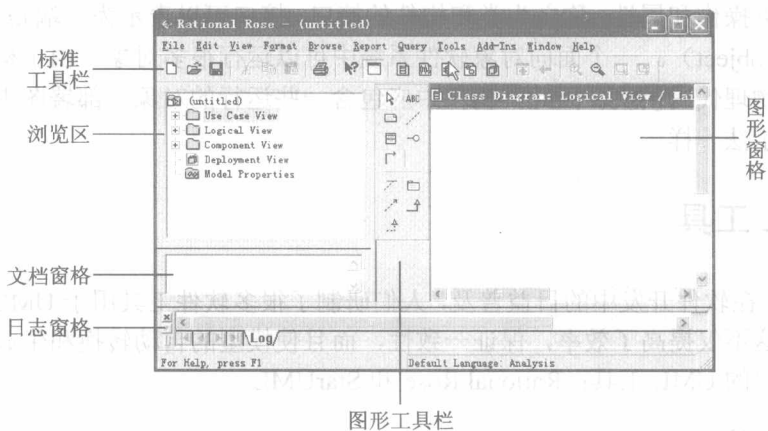 Rational Rose - (untitled)
File Edit View Format Browse Report Query Tools Add-Ins Window Help
标准
工具栏
浏览区
(untitled)
Use Case View
Logical View
Component View
Deployment View
Model Properties
ABC
Class Diagram: Logical View / Mai
图形窗格
文档窗格
日志窗格
Log
For Help, press F1
Default Language: Analysis
图形工具栏